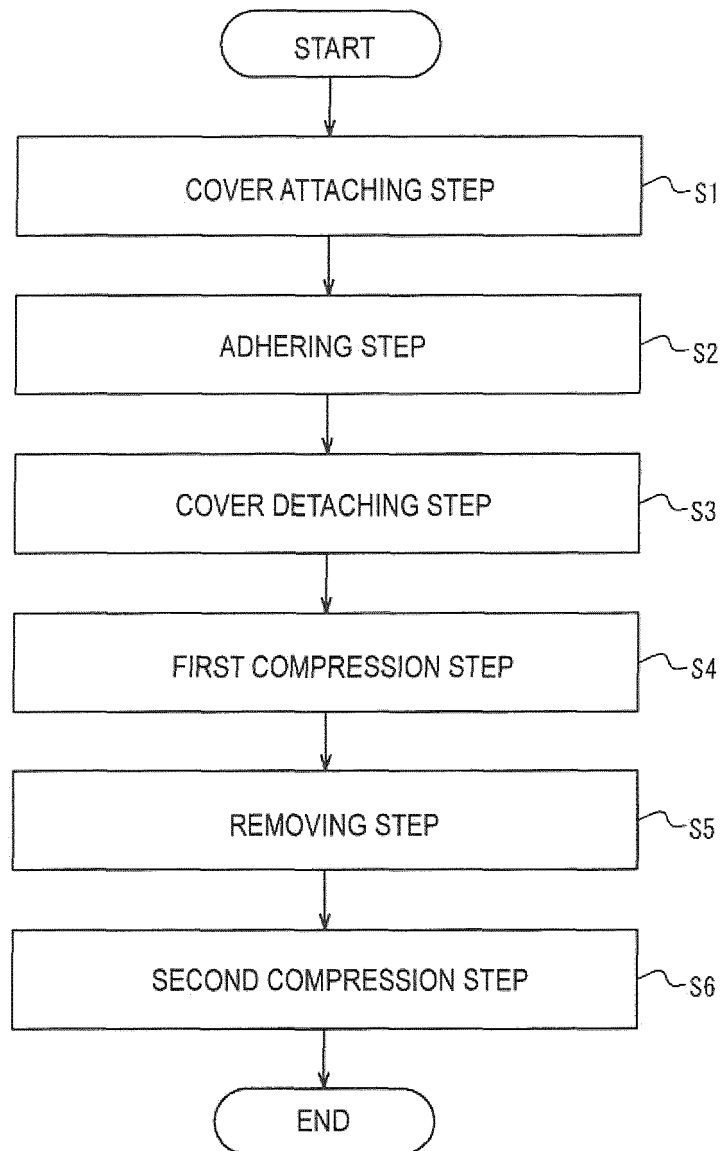 START
COVER ATTACHING STEP
S1
ADHERING STEP
S2
COVER DETACHING STEP
S3
FIRST COMPRESSION STEP
S4
REMOVING STEP
S5
SECOND COMPRESSION STEP
S6
END